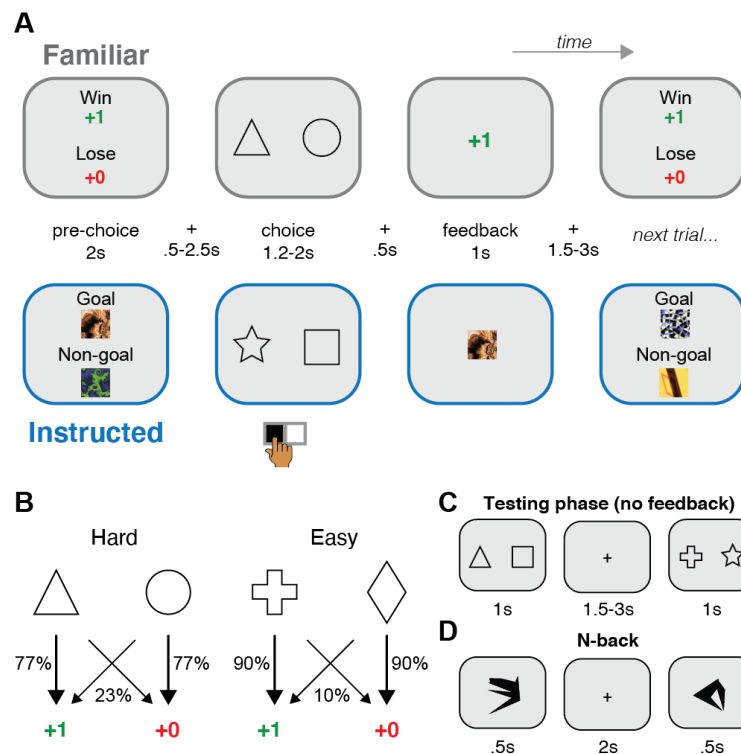 A
Familiar
time
Win
+1
Lose
+0
+1
Win
+1
Lose
+0
pre-choice + choice + feedback + next trial...
2s .5-2.5s 1.2-2s .5s 1s 1.5-3s
Goal
Non-goal
Goal
Non-goal
Instructed
B
Hard Easy
77% 77% 90% 90%
23% 10%
+1 +0 +1 +0
C Testing phase (no feedback)
+
1s 1.5-3s 1s
D N-back
+
.5s 2s .5s